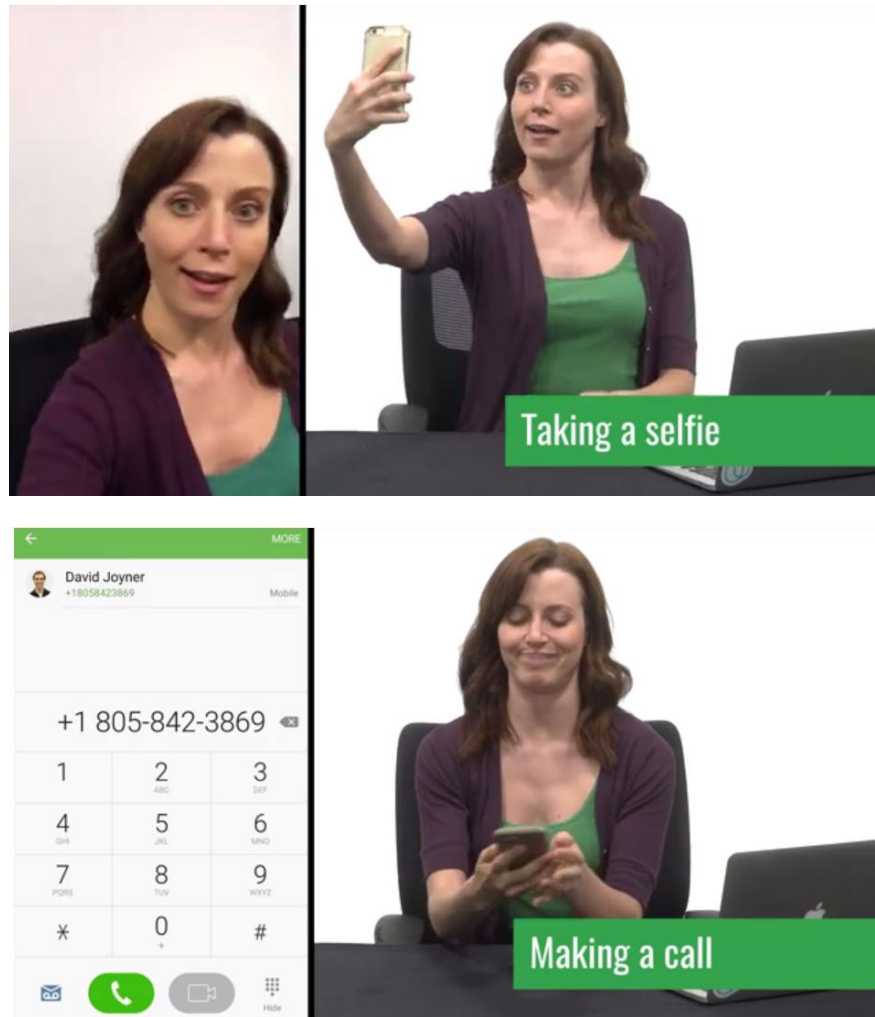 Taking a selfie
MORE
David Joyner
+18058423869 Mobile
+1 805-842-3869
1 2 3
ABC DEF
4 5 6
GHI JKL MNO
7 8 9
PQRS TUV WXYZ
* 0 #
+
Hide
Making a call